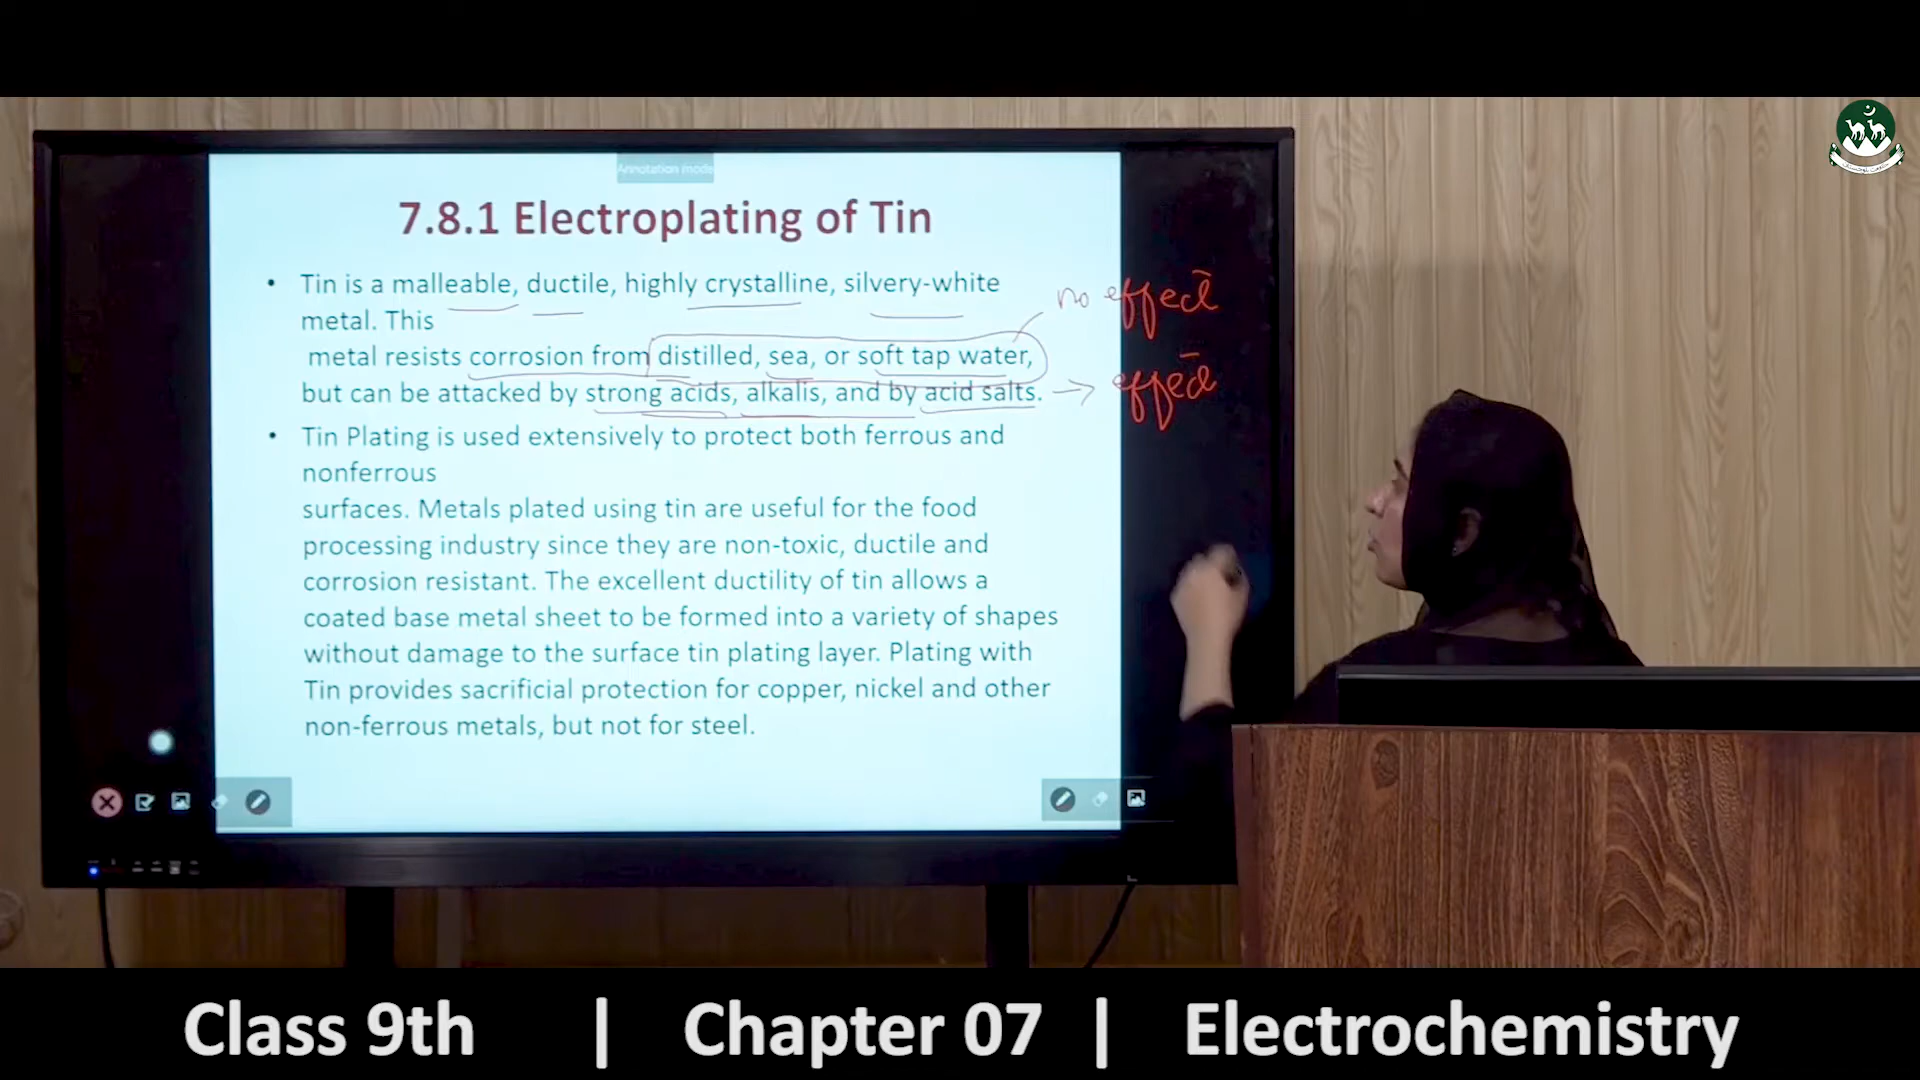 Annotation mode
7.8.1 Electroplating of Tin
• Tin is a malleable, ductile, highly crystalline, silvery-white
metal. This
metal resists corrosion from distilled, sea, or soft tap water,
but can be attacked by strong acids, alkalis, and by acid salts.
no effect
→ effect
• Tin Plating is used extensively to protect both ferrous and
nonferrous
surfaces. Metals plated using tin are useful for the food
processing industry since they are non-toxic, ductile and
corrosion resistant. The excellent ductility of tin allows a
coated base metal sheet to be formed into a variety of shapes
without damage to the surface tin plating layer. Plating with
Tin provides sacrificial protection for copper, nickel and other
non-ferrous metals, but not for steel.
Class 9th | Chapter 07 | Electrochemistry